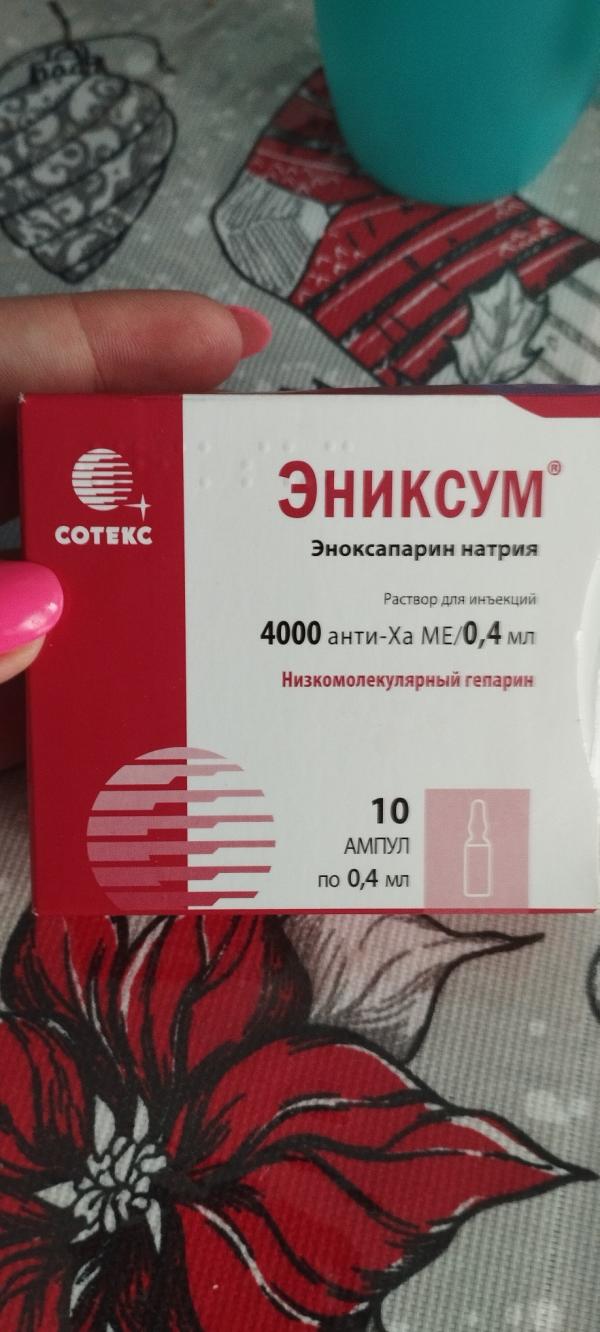 СОТЕКС
ЭНИКСУМ®
Эноксапарин натрия
Раствор для инъекций
4000 анти-Ха МЕ/0,4 мл
Низкомолекулярный гепарин
10
АМПУЛ
по 0,4 мл